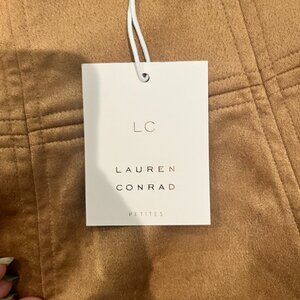 LC
LAUREN
CONRAD
PETITES